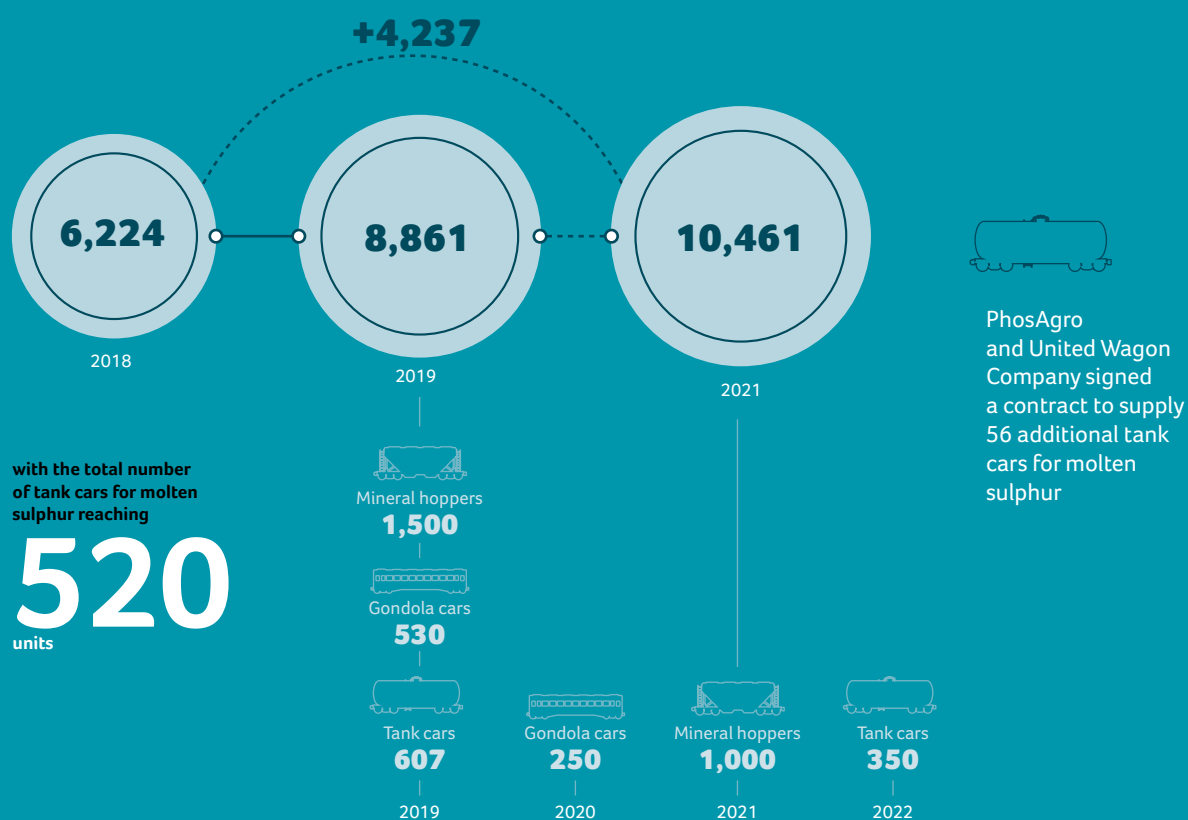 +4,237
6,224
8,861
10,461
2018
2019
2021
PhosAgro
and United Wagon
Company signed
a contract to supply
56 additional tank
cars for molten
sulphur
with the total number
of tank cars for molten
sulphur reaching
520
units
Mineral hoppers
1,500
Gondola cars
530
Tank cars
607
2019
Gondola cars
250
2020
Mineral hoppers
1,000
2021
Tank cars
350
2022